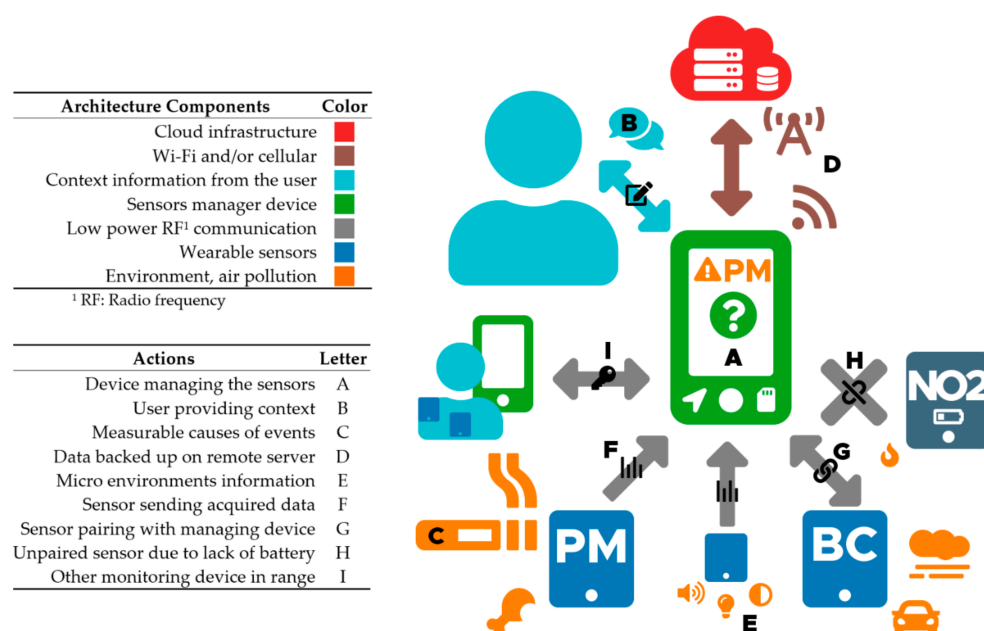 Architecture Components Color
Cloud infrastructure
Wi-Fi and/or cellular
Context information from the user
Sensors manager device
Low power RF¹ communication
Wearable sensors
Environment, air pollution
¹ RF: Radio frequency
Actions Letter
Device managing the sensors A
User providing context B
Measurable causes of events C
Data backed up on remote server D
Micro environments information E
Sensor sending acquired data F
Sensor pairing with managing device G
Unpaired sensor due to lack of battery H
Other monitoring device in range I
B
D
PM
?
A
I
H
NO2
F
G
C
PM
BC
E